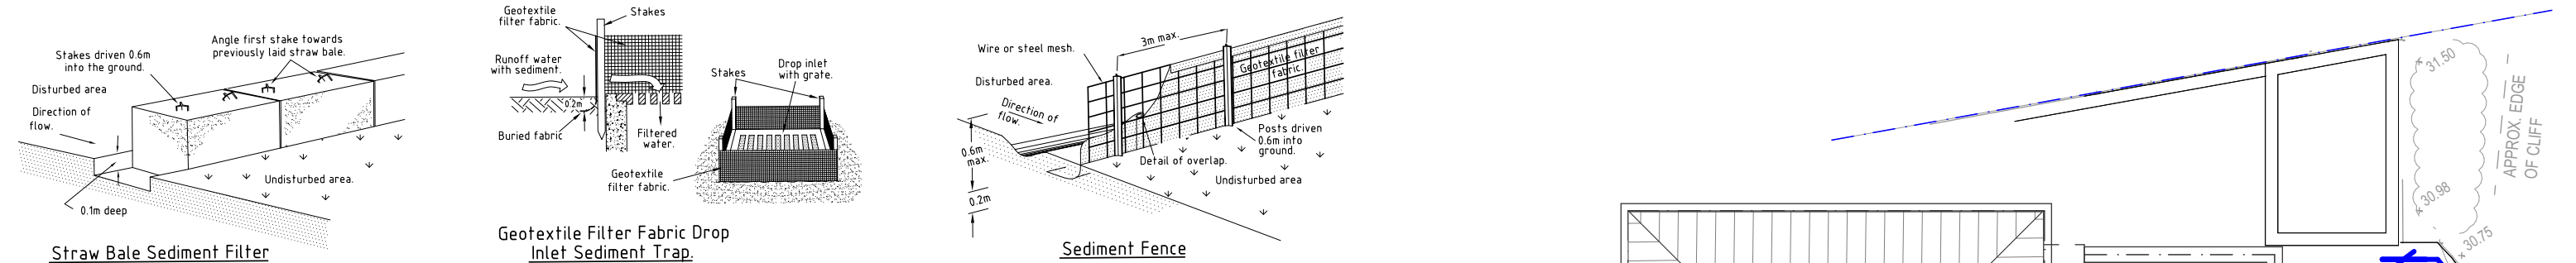 Stakes driven 0.6m
into the ground.
Angle first stake towards
previously laid straw bale.
Disturbed area
Direction of
flow.
Undisturbed area.
0.1m deep
Straw Bale Sediment Filter
Geotextile
filter fabric.
Stakes
Runoff water
with sediment.
0.2m
Buried fabric
Filtered
water.
Stakes
Drop inlet
with grate.
Geotextile
filter fabric.
Geotextile Filter Fabric Drop
Inlet Sediment Trap.
Wire or steel mesh.
3m max.
Geotextile filter
fabric.
Disturbed area.
Direction of
flow.
0.6m
max.
0.2m
Posts driven
0.6m into
ground.
Detail of overlap.
Undisturbed area
Sediment Fence
31.50
30.98
30.75
APPROX. EDGE
OF CLIFF